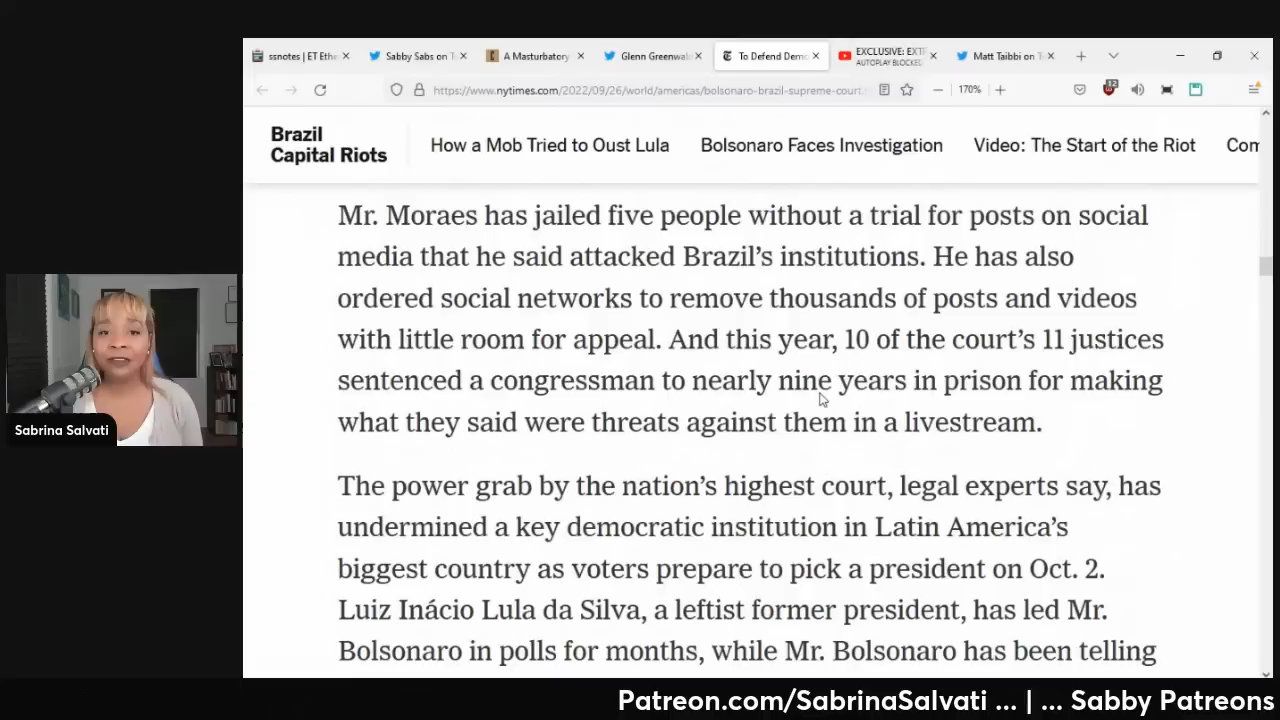 ssnotes | ET Ethe
Sabby Sabs on T
A Masturbatory
Glenn Greenwal
To Defend Demo
EXCLUSIVE: EXT
AUTOPLAY BLOCKED
Matt Taibbi on T
https://www.nytimes.com/2022/09/26/world/americas/bolsonaro-brazil-supreme-court.
170%
12
Brazil
Capital Riots
How a Mob Tried to Oust Lula
Bolsonaro Faces Investigation
Video: The Start of the Riot
Com
Mr. Moraes has jailed five people without a trial for posts on social
media that he said attacked Brazil’s institutions. He has also
ordered social networks to remove thousands of posts and videos
with little room for appeal. And this year, 10 of the court’s 11 justices
sentenced a congressman to nearly nine years in prison for making
what they said were threats against them in a livestream.
The power grab by the nation’s highest court, legal experts say, has
undermined a key democratic institution in Latin America’s
biggest country as voters prepare to pick a president on Oct. 2.
Luiz Inácio Lula da Silva, a leftist former president, has led Mr.
Bolsonaro in polls for months, while Mr. Bolsonaro has been telling
Sabrina Salvati
Patreon.com/SabrinaSalvati ... | ... Sabby Patreons